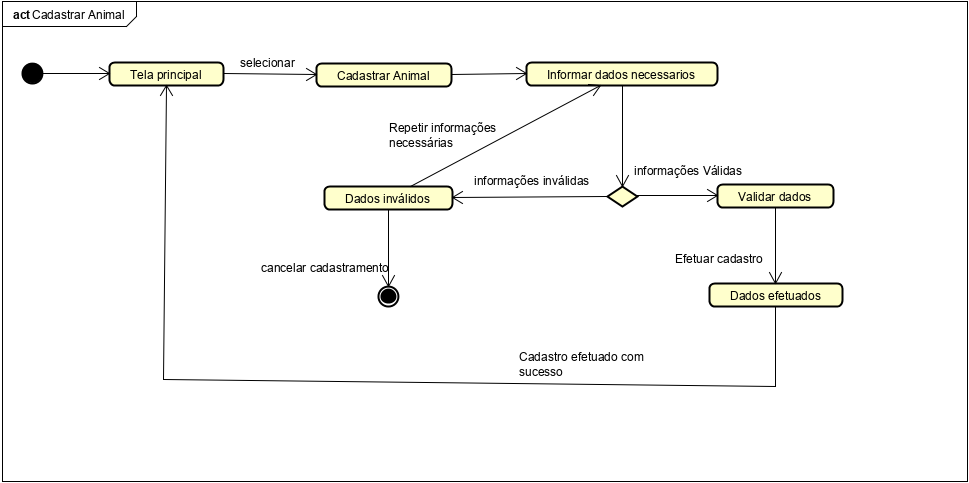 act Cadastrar Animal
selecionar
Tela principal
Cadastrar Animal
Informar dados necessarios
Repetir informações
necessárias
informações Válidas
informações inválidas
Dados inválidos
Validar dados
Efetuar cadastro
cancelar cadastramento
Dados efetuados
Cadastro efetuado com
sucesso